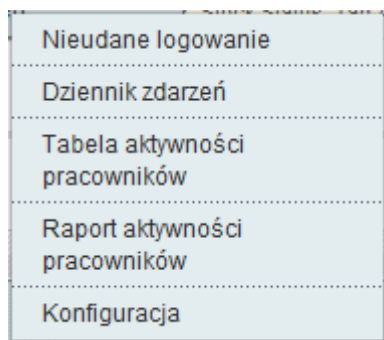 Nieudane logowanie
Dziennik zdarzeń
Tabela aktywności
pracowników
Raport aktywności
pracowników
Konfiguracja